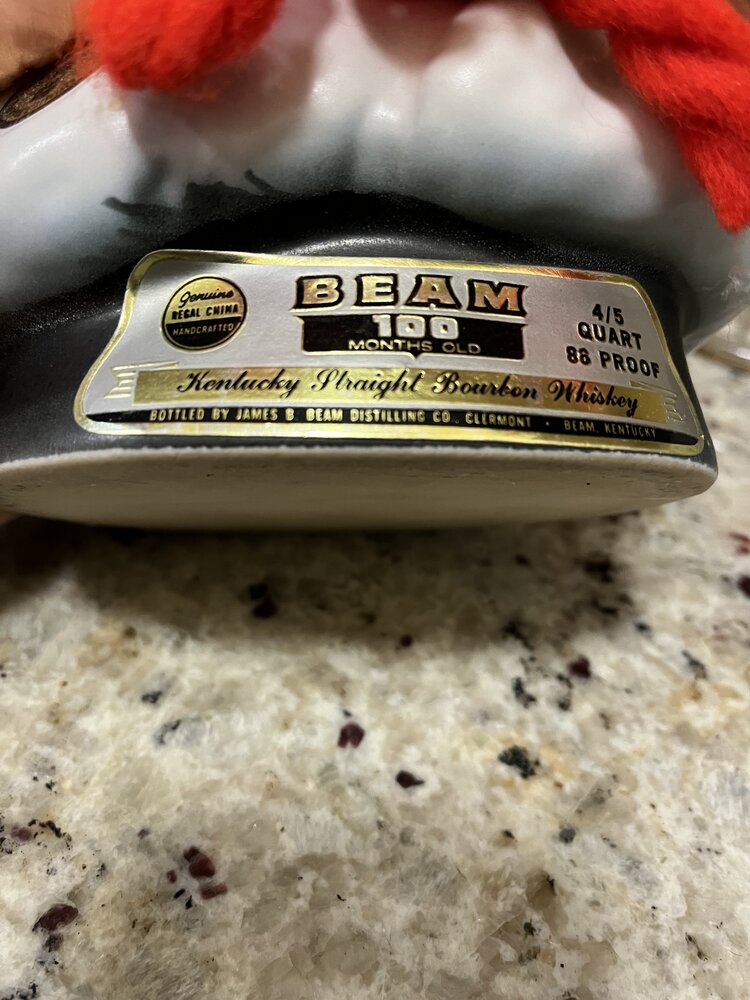 Genuine
REGAL CHINA
HANDCRAFTED
BEAM
100
MONTHS OLD
4/5
QUART
86 PROOF
Kentucky Straight Bourbon Whiskey
BOTTLED BY JAMES B. BEAM DISTILLING CO. CLERMONT • BEAM, KENTUCKY